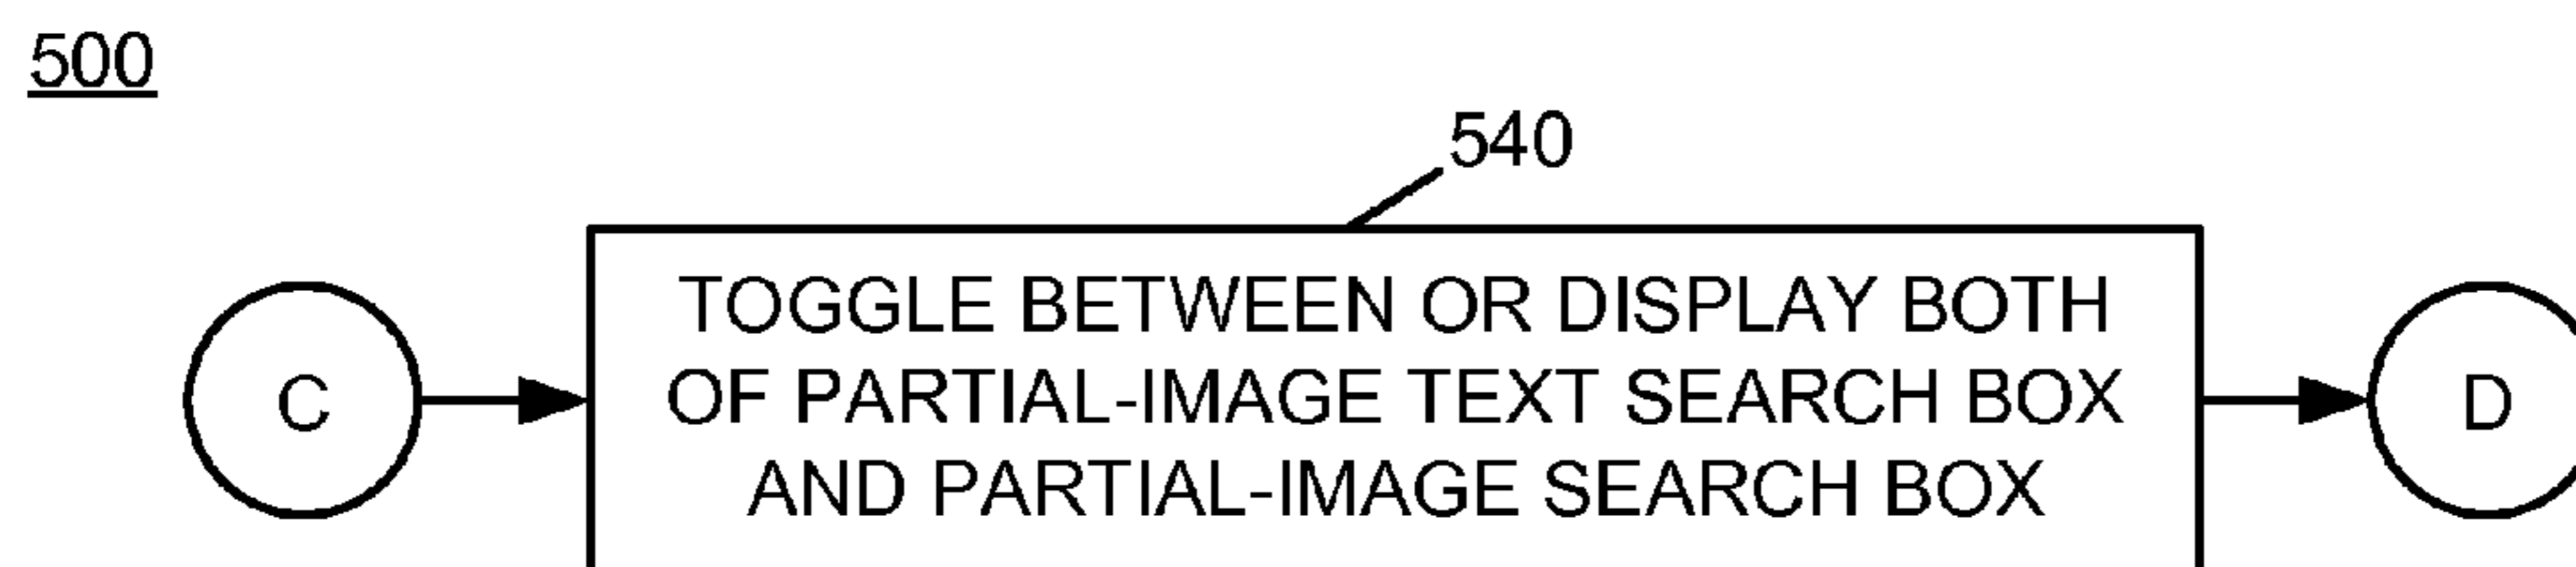 500
540
TOGGLE BETWEEN OR DISPLAY BOTH
OF PARTIAL-IMAGE TEXT SEARCH BOX
AND PARTIAL-IMAGE SEARCH BOX
C
D